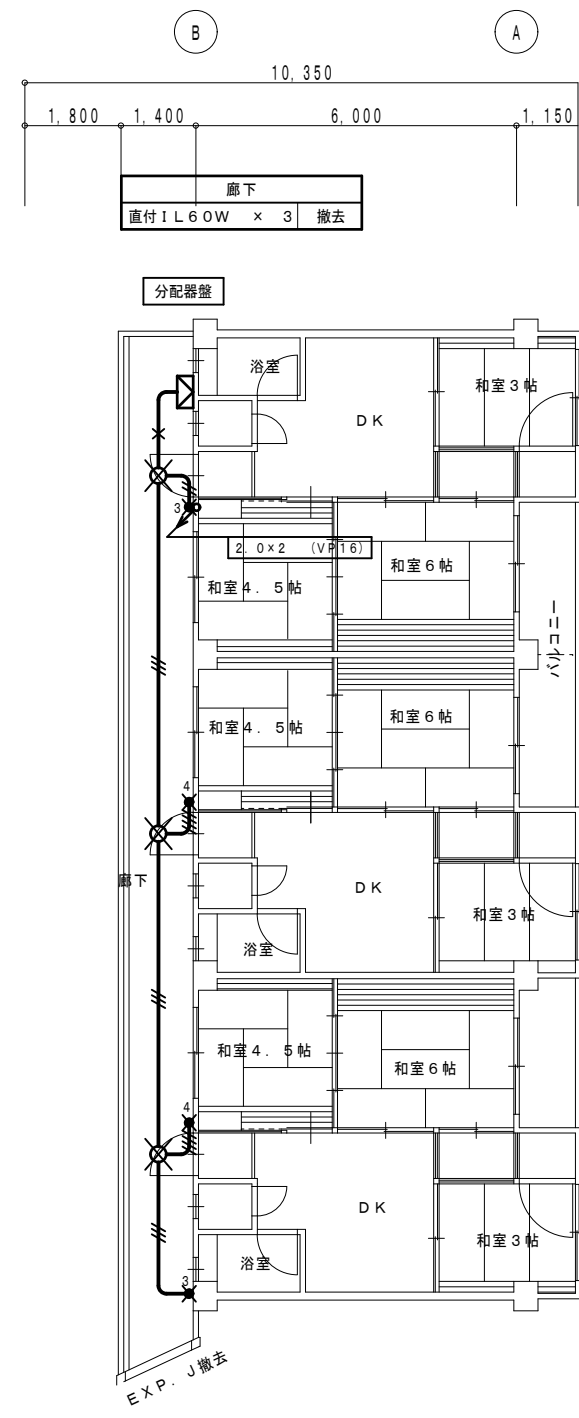 B
A
10,350
1,800
1,400
6,000
1,150
廊下
直付IL60W × 3
撤去
分配器盤
浴室
和室3帖
DK
3
2.0×2 (VP16)
和室6帖
和室4.5帖
バルコニー
和室4.5帖
和室6帖
4
廊下
DK
和室3帖
浴室
和室4.5帖
和室6帖
4
DK
和室3帖
浴室
3
EXP.J撤去